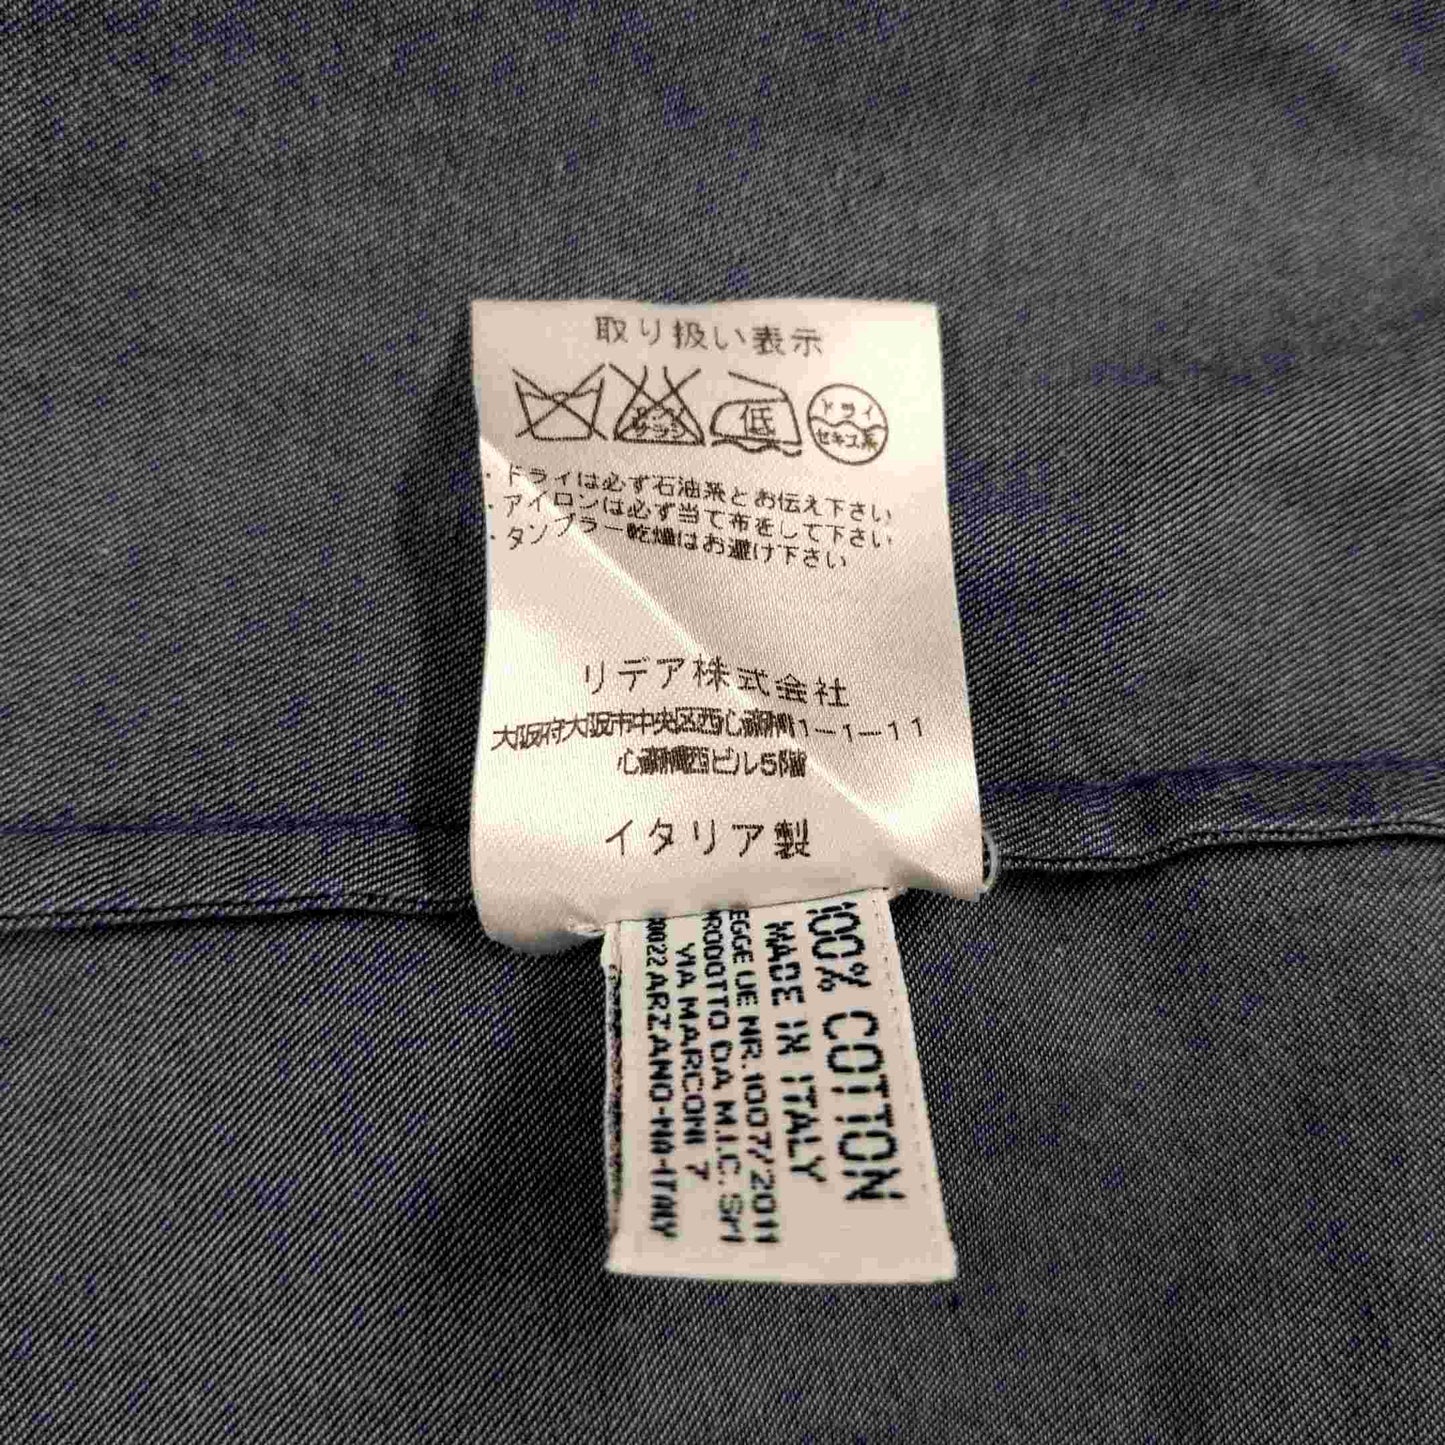 取り扱い表示
低
ドライ
セキユ系
・ドライは必ず石油系とお伝え下さい
・アイロンは必ず当て布をして下さい
・タンブラー乾燥はお避け下さい
リデア株式会社
大阪府大阪市中央区西心斎橋1-1-11
心斎橋西ビル5階
イタリア製
100% COTTON
MADE IN ITALY
EGGE UE NR. 1007/2011
PRODOTTO DA M.I.C. Srl
VIA MARCONI 7
80022 ARZANO-NA-ITALY